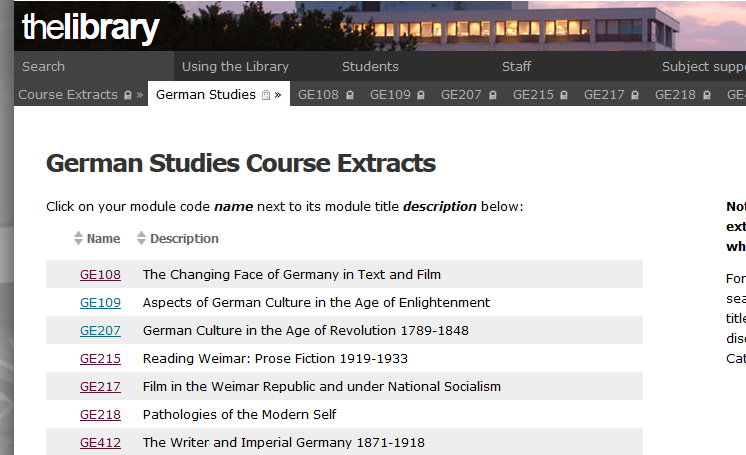 thelibrary
Search Using the Library Students Staff Subject supp
Course Extracts » German Studies » GE108 GE109 GE207 GE215 GE217 GE218
German Studies Course Extracts
Click on your module code name next to its module title description below:
Name Description
GE108 The Changing Face of Germany in Text and Film
GE109 Aspects of German Culture in the Age of Enlightenment
GE207 German Culture in the Age of Revolution 1789-1848
GE215 Reading Weimar: Prose Fiction 1919-1933
GE217 Film in the Weimar Republic and under National Socialism
GE218 Pathologies of the Modern Self
GE412 The Writer and Imperial Germany 1871-1918
ext
wh
For
sea
title
disc
Cat